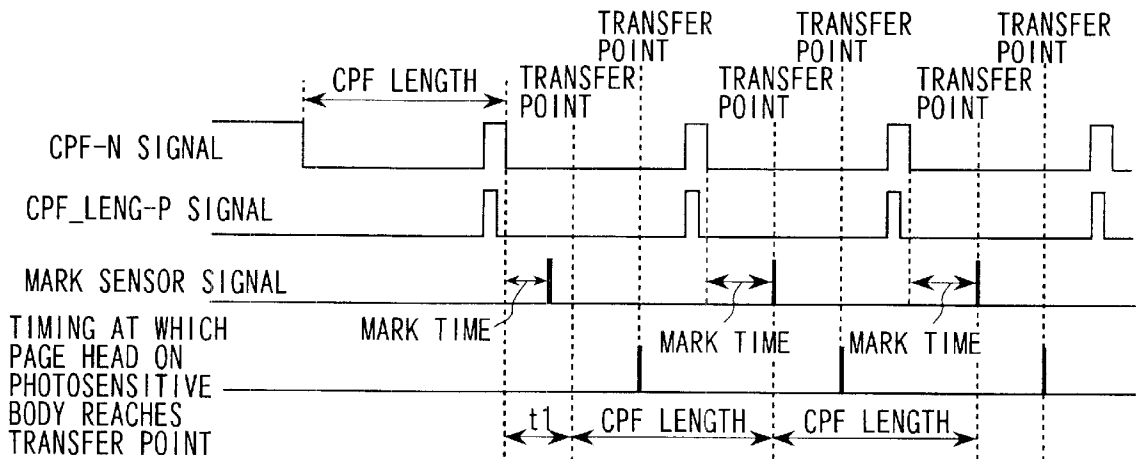 TRANSFER
POINT
TRANSFER
POINT
TRANSFER
POINT
CPF LENGTH
TRANSFER
POINT
TRANSFER
POINT
TRANSFER
POINT
CPF-N SIGNAL
CPF_LENG-P SIGNAL
MARK SENSOR SIGNAL
MARK TIME
MARK TIME
MARK TIME
TIMING AT WHICH
PAGE HEAD ON
PHOTOSENSITIVE
BODY REACHES
TRANSFER POINT
t1
CPF LENGTH
CPF LENGTH